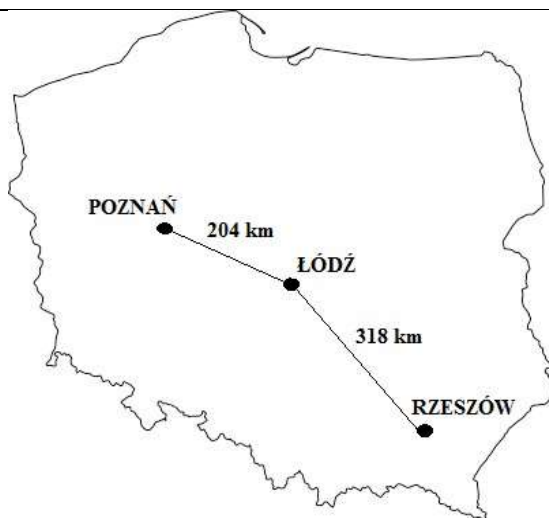 POZNAŃ
204 km
ŁÓDŹ
318 km
RZESZÓW